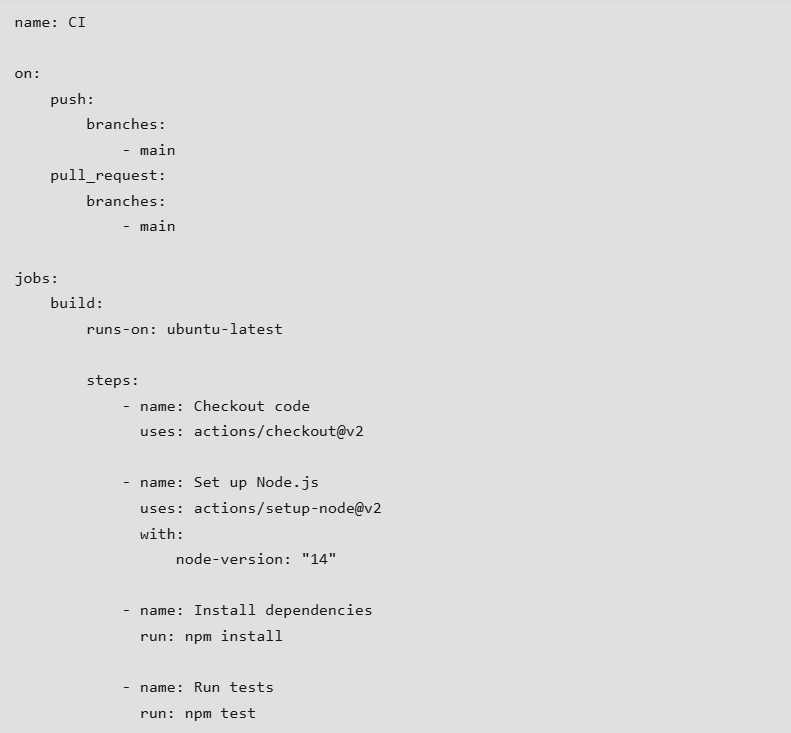 name: CI

on:
    push:
        branches:
            - main
    pull_request:
        branches:
            - main

jobs:
    build:
        runs-on: ubuntu-latest

        steps:
            - name: Checkout code
              uses: actions/checkout@v2

            - name: Set up Node.js
              uses: actions/setup-node@v2
              with:
                  node-version: "14"

            - name: Install dependencies
              run: npm install

            - name: Run tests
              run: npm test